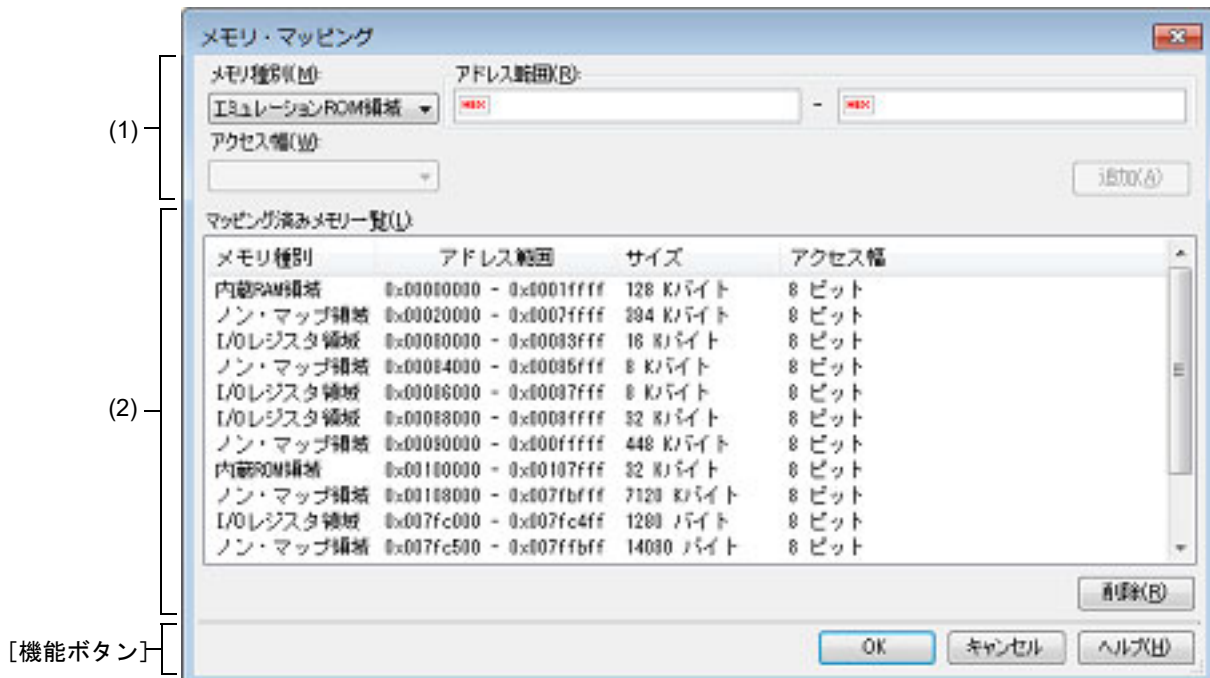 メモリ・マッピング
(1)
メモリ種別(M):
アドレス範囲(R):
エミュレーションROM領域
HEX
-
HEX
アクセス幅(W):
追加(A)
(2)
マッピング済みメモリ一覧(L):
メモリ種別 アドレス範囲 サイズ アクセス幅
内蔵RAM領域 0x00000000 - 0x0001ffff 128 Kバイト 8 ビット
ノン・マップ領域 0x00020000 - 0x0007ffff 384 Kバイト 8 ビット
I/Oレジスタ領域 0x00080000 - 0x00083fff 16 Kバイト 8 ビット
ノン・マップ領域 0x00084000 - 0x00085fff 8 Kバイト 8 ビット
I/Oレジスタ領域 0x00086000 - 0x00087fff 8 Kバイト 8 ビット
I/Oレジスタ領域 0x00088000 - 0x0008ffff 32 Kバイト 8 ビット
ノン・マップ領域 0x00090000 - 0x000fffff 448 Kバイト 8 ビット
内蔵ROM領域 0x00100000 - 0x00107fff 32 Kバイト 8 ビット
ノン・マップ領域 0x00108000 - 0x007fbfff 7120 Kバイト 8 ビット
I/Oレジスタ領域 0x007fc000 - 0x007fc4ff 1280 バイト 8 ビット
ノン・マップ領域 0x007fc500 - 0x007ffbff 14080 バイト 8 ビット
削除(R)
[機能ボタン]
OK
キャンセル
ヘルプ(H)